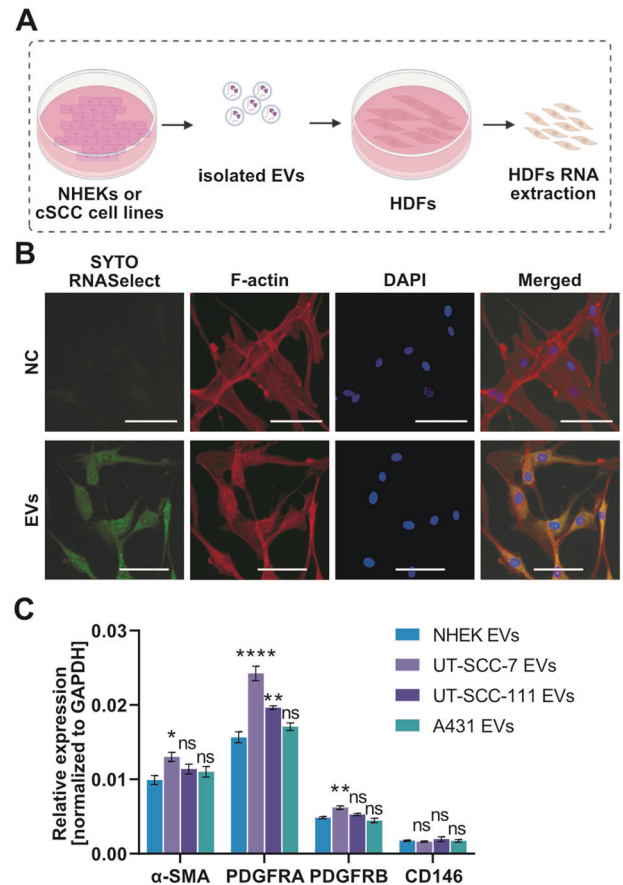 A
NHEKs or
cSCC cell lines
isolated EVs
HDFs
HDFs RNA
extraction
B
SYTO
RNASelect
F-actin
DAPI
Merged
NC
EVs
C
Relative expression
[normalized to GAPDH]
0.03
0.02
0.01
0.00
*
ns
ns
****
**
ns
**
ns
ns
ns
ns
ns
NHEK EVs
UT-SCC-7 EVs
UT-SCC-111 EVs
A431 EVs
α-SMA
PDGFRA
PDGFRB
CD146